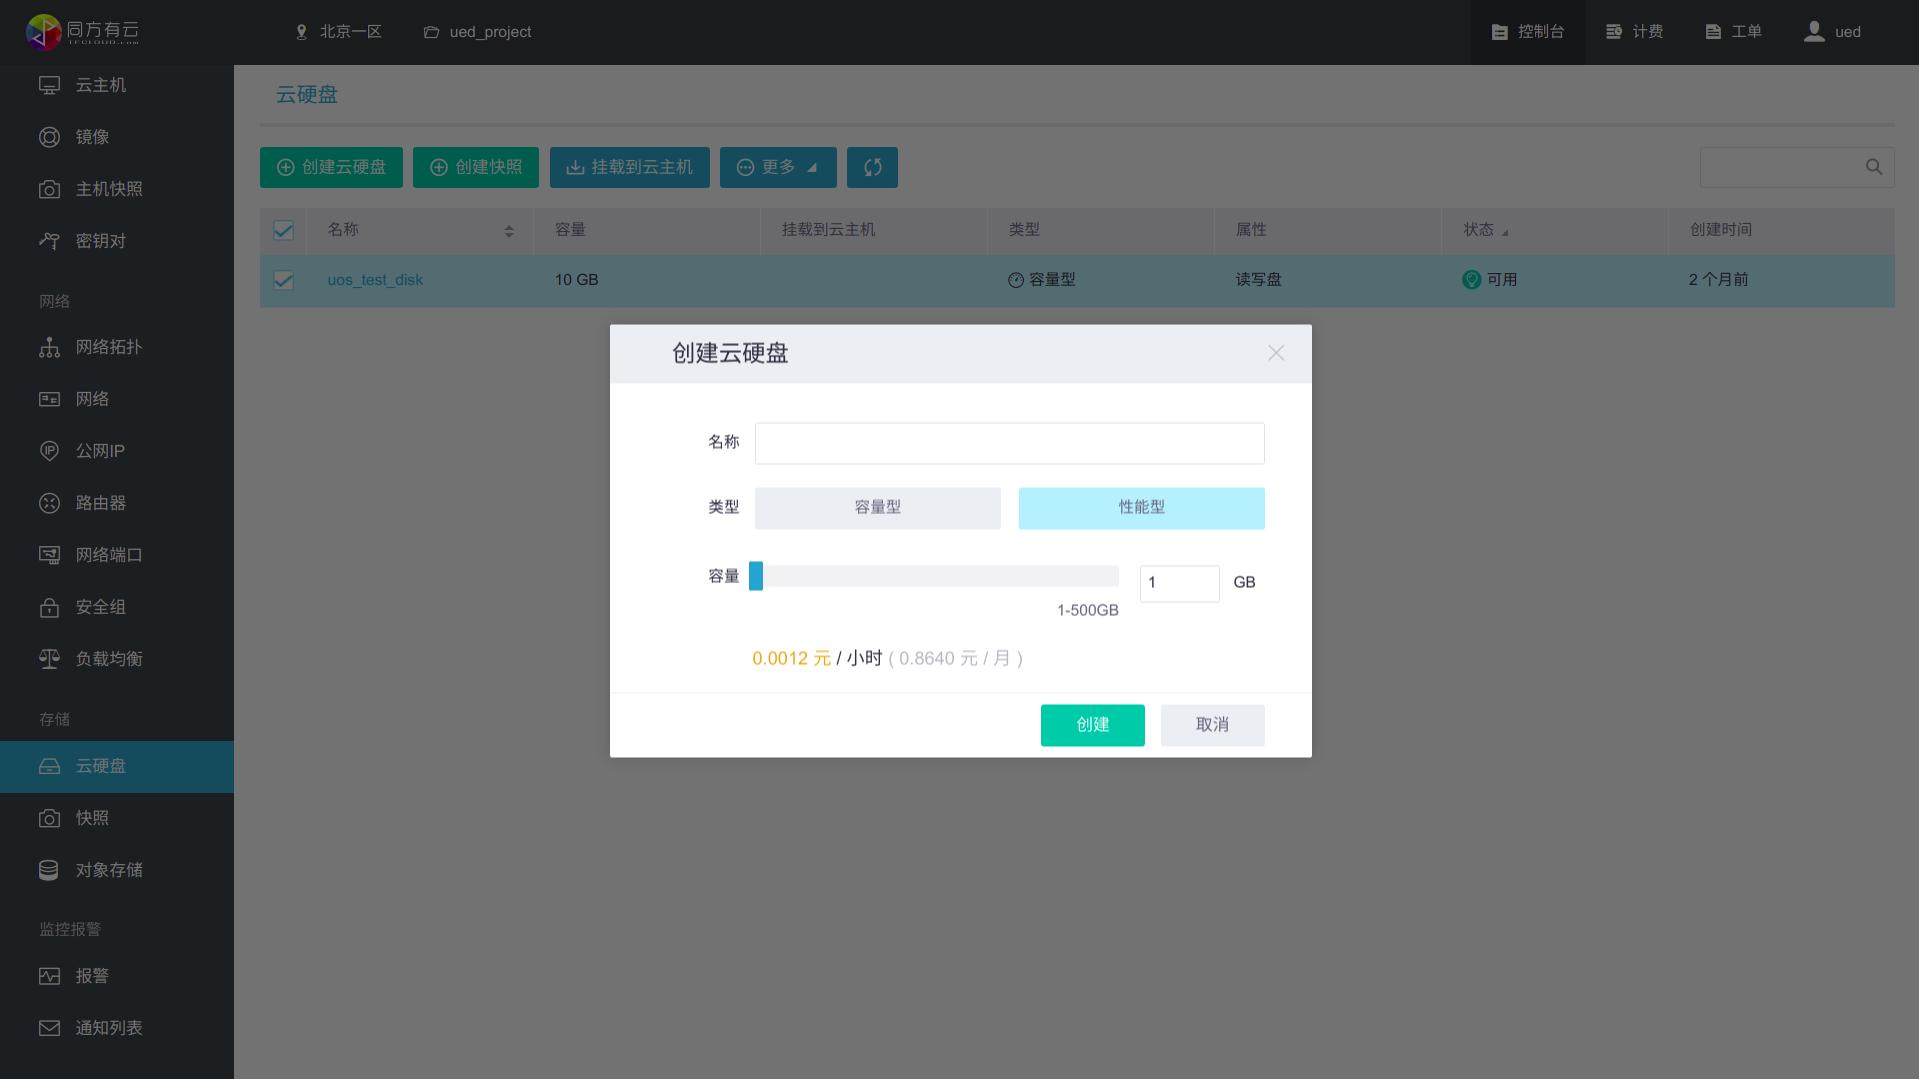 同方有云
TFCLOUD.com
北京一区
ued_project
控制台
计费
工单
ued
云主机
镜像
主机快照
密钥对
网络
网络拓扑
网络
公网IP
路由器
网络端口
安全组
负载均衡
存储
云硬盘
快照
对象存储
监控报警
报警
通知列表
云硬盘
创建云硬盘
创建快照
挂载到云主机
更多
名称
容量
挂载到云主机
类型
属性
状态
创建时间
uos_test_disk
10 GB
容量型
读写盘
可用
2 个月前
创建云硬盘
名称
类型
容量型
性能型
容量
1
GB
1-500GB
0.0012 元 / 小时 ( 0.8640 元 / 月 )
创建
取消